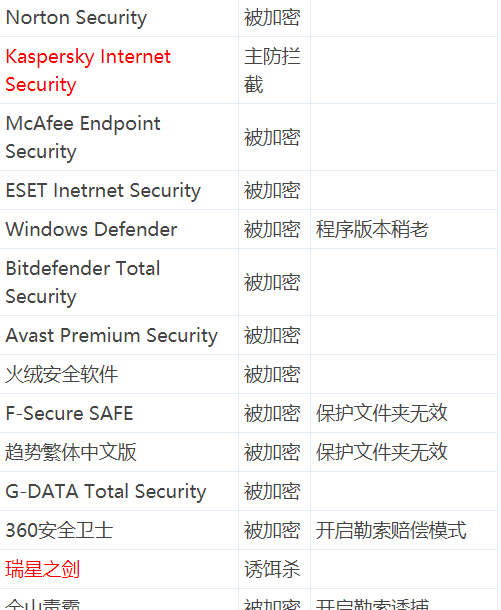 Norton Security 被加密
Kaspersky Internet 主防拦
Security 截
McAfee Endpoint
Security 被加密
ESET Inetrnet Security 被加密
Windows Defender 被加密 程序版本稍老
Bitdefender Total
Security 被加密
Avast Premium Security 被加密
火绒安全软件 被加密
F-Secure SAFE 被加密 保护文件夹无效
趋势繁体中文版 被加密 保护文件夹无效
G-DATA Total Security 被加密
360安全卫士 被加密 开启勒索赔偿模式
瑞星之剑 诱饵杀
金山毒霸 被加密 开启勒索诱捕